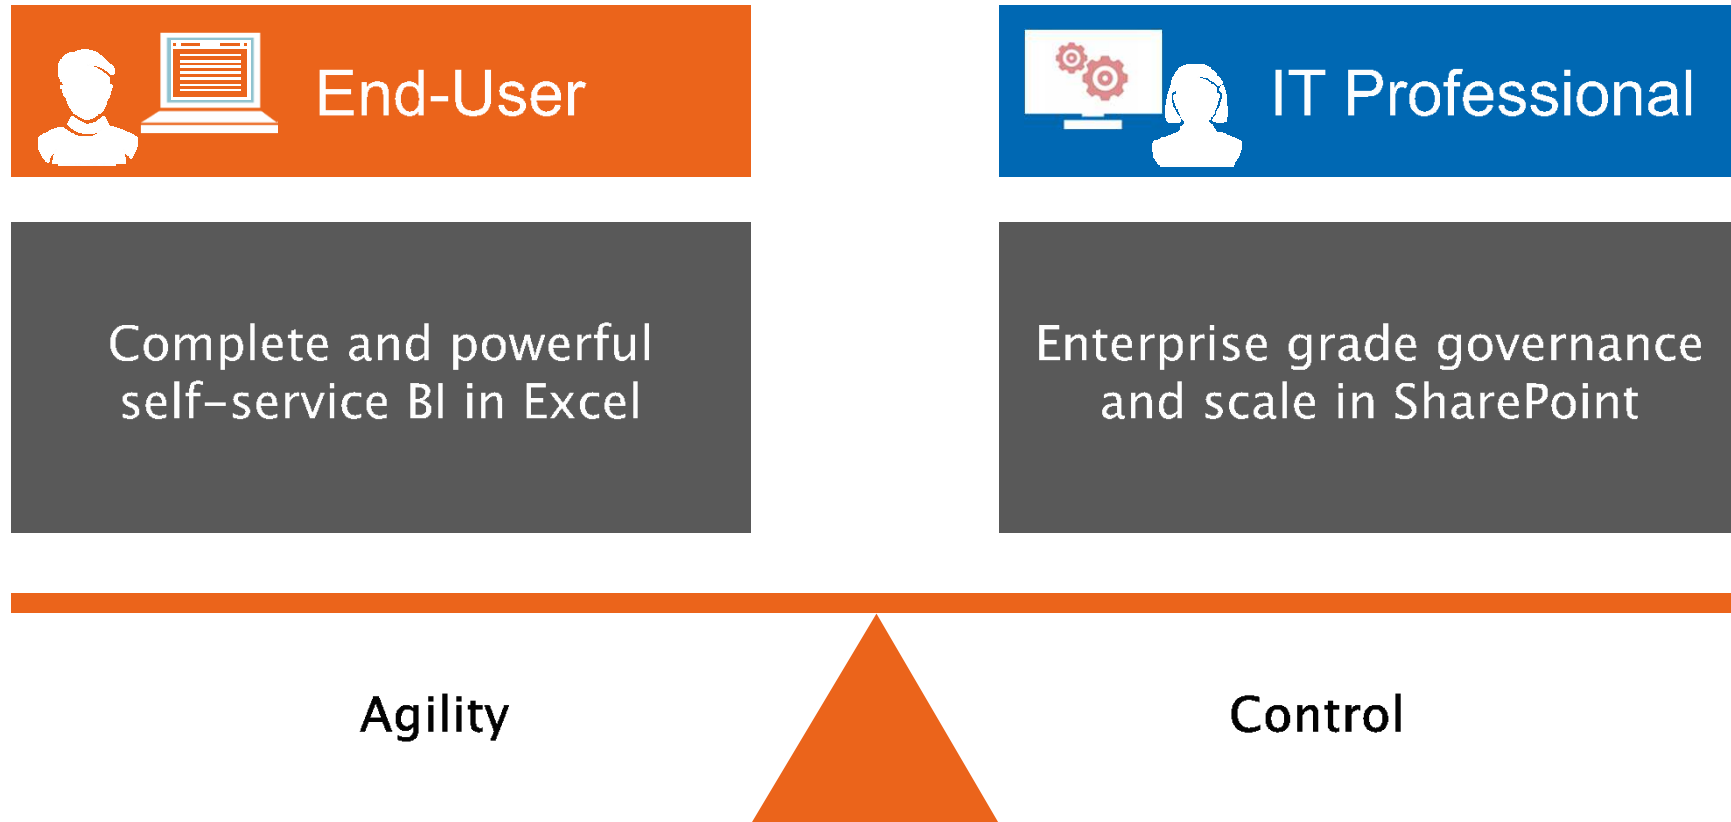 End-User
IT Professional
Complete and powerful
self-service BI in Excel
Enterprise grade governance
and scale in SharePoint
Agility
Control